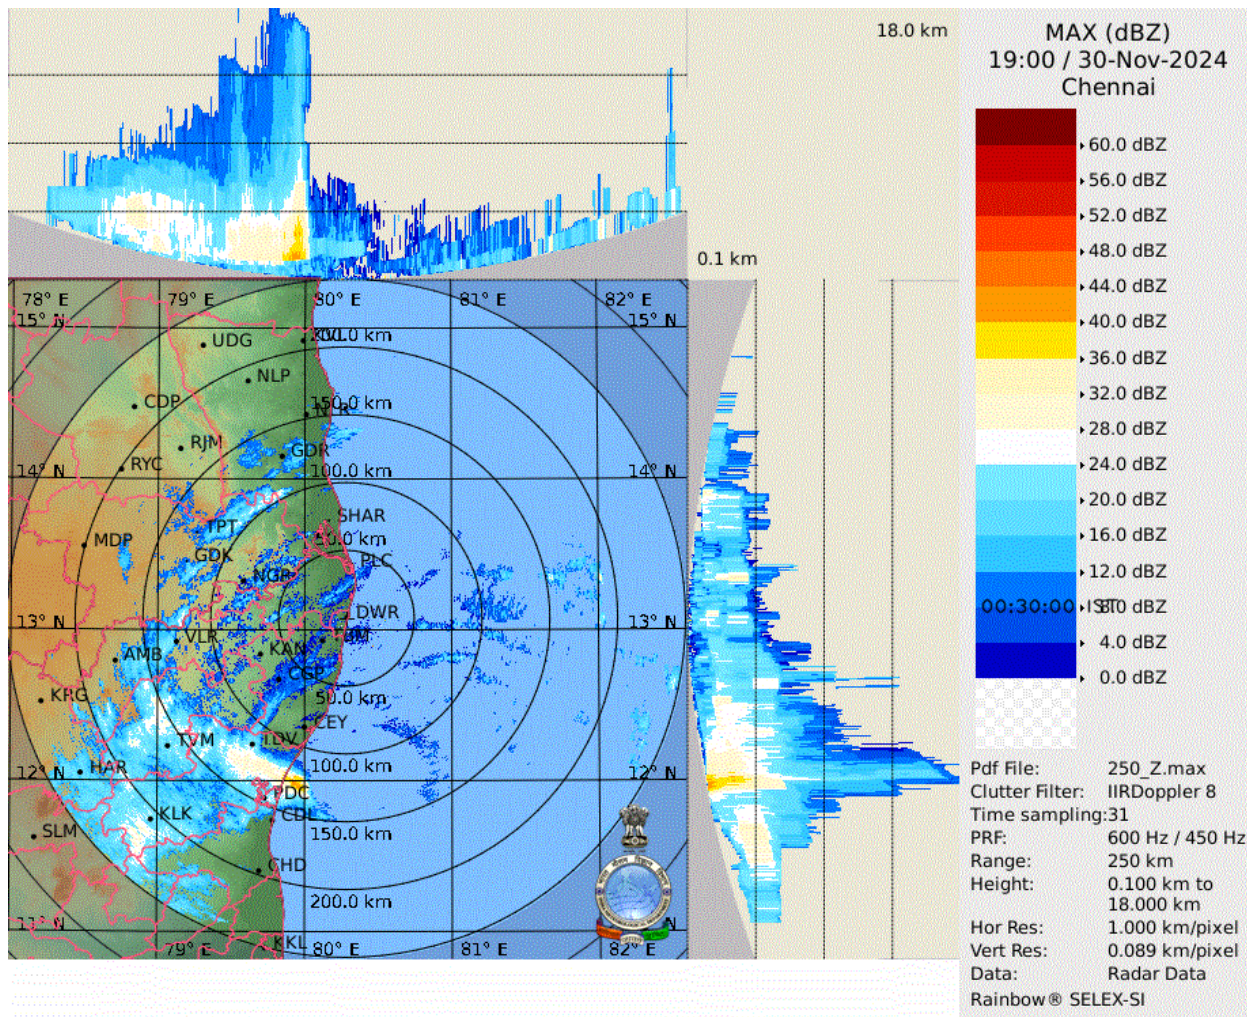 18.0 km
0.1 km
MAX (dBZ)
19:00 / 30-Nov-2024
Chennai
60.0 dBZ
56.0 dBZ
52.0 dBZ
48.0 dBZ
44.0 dBZ
40.0 dBZ
36.0 dBZ
32.0 dBZ
28.0 dBZ
24.0 dBZ
20.0 dBZ
16.0 dBZ
12.0 dBZ
00:30:00 IST 8.0 dBZ
4.0 dBZ
0.0 dBZ
78° E 79° E 80° E 81° E 82° E
15° N 15° N
UDG
NLP
CDP
150.0 km
RJM
GDR
RYC
100.0 km
14° N 14° N
SHAR
TPT
50.0 km
MDP
GDK
PLC
NGR
DWR
13° N 13° N
VLR
KAN
AMB
CGP
KRG
50.0 km
CEY
TVM
TDV
HAR
100.0 km
12° N 12° N
PDC
KLK
CDL
SLM
150.0 km
CHD
200.0 km
11° N 11° N
KKL
79° E 80° E 81° E 82° E
Pdf File: 250_Z.max
Clutter Filter: IIRDoppler 8
Time sampling:31
PRF: 600 Hz / 450 Hz
Range: 250 km
Height: 0.100 km to
18.000 km
Hor Res: 1.000 km/pixel
Vert Res: 0.089 km/pixel
Data: Radar Data
Rainbow® SELEX-SI